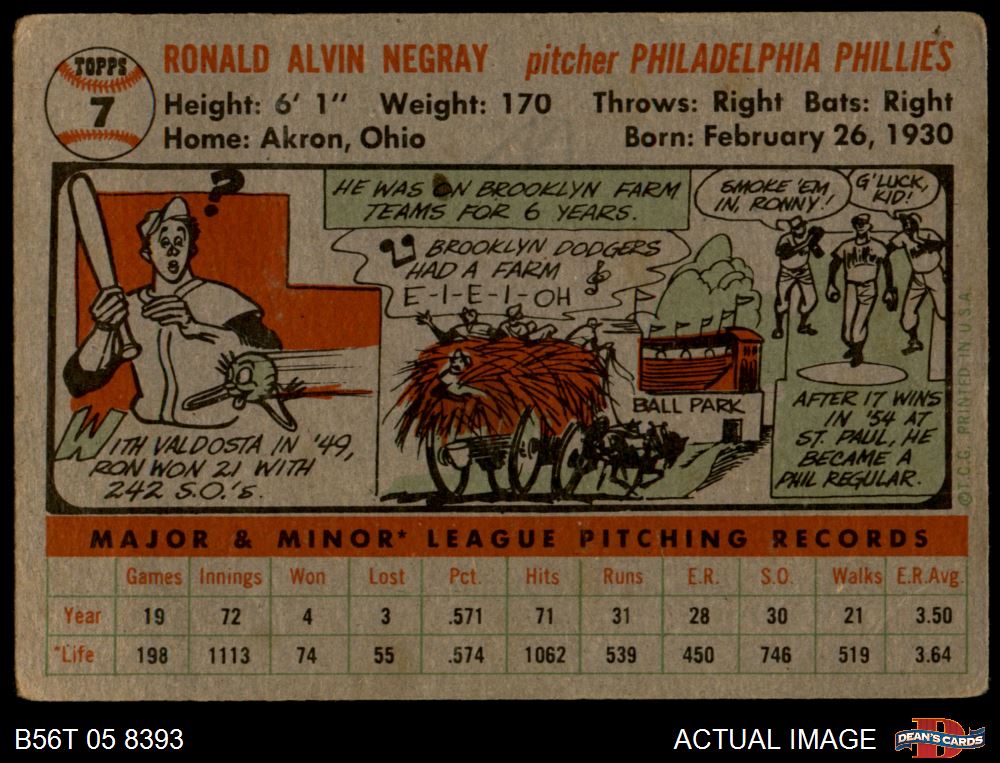 TOPPS
7
RONALD ALVIN NEGRAY pitcher PHILADELPHIA PHILLIES
Height: 6' 1" Weight: 170 Throws: Right Bats: Right
Home: Akron, Ohio Born: February 26, 1930
?
WITH VALDOSTA IN '49,
RON WON 21 WITH
242 S.O.'s.
HE WAS ON BROOKLYN FARM
TEAMS FOR 6 YEARS.
BROOKLYN DODGERS
HAD A FARM
E-I-E-I-OH
BALL PARK
SMOKE 'EM
IN, RONNY!
G'LUCK,
KID!
AFTER 17 WINS
IN '54 AT
ST. PAUL, HE
BECAME A
PHIL REGULAR.
©T.C.G. PRINTED IN U.S.A.
MAJOR & MINOR* LEAGUE PITCHING RECORDS
Games Innings Won Lost Pct. Hits Runs E.R. S.O. Walks E.R.Avg.
Year 19 72 4 3 .571 71 31 28 30 21 3.50
*Life 198 1113 74 55 .574 1062 539 450 746 519 3.64
B56T 05 8393 ACTUAL IMAGE
DEAN'S CARDS